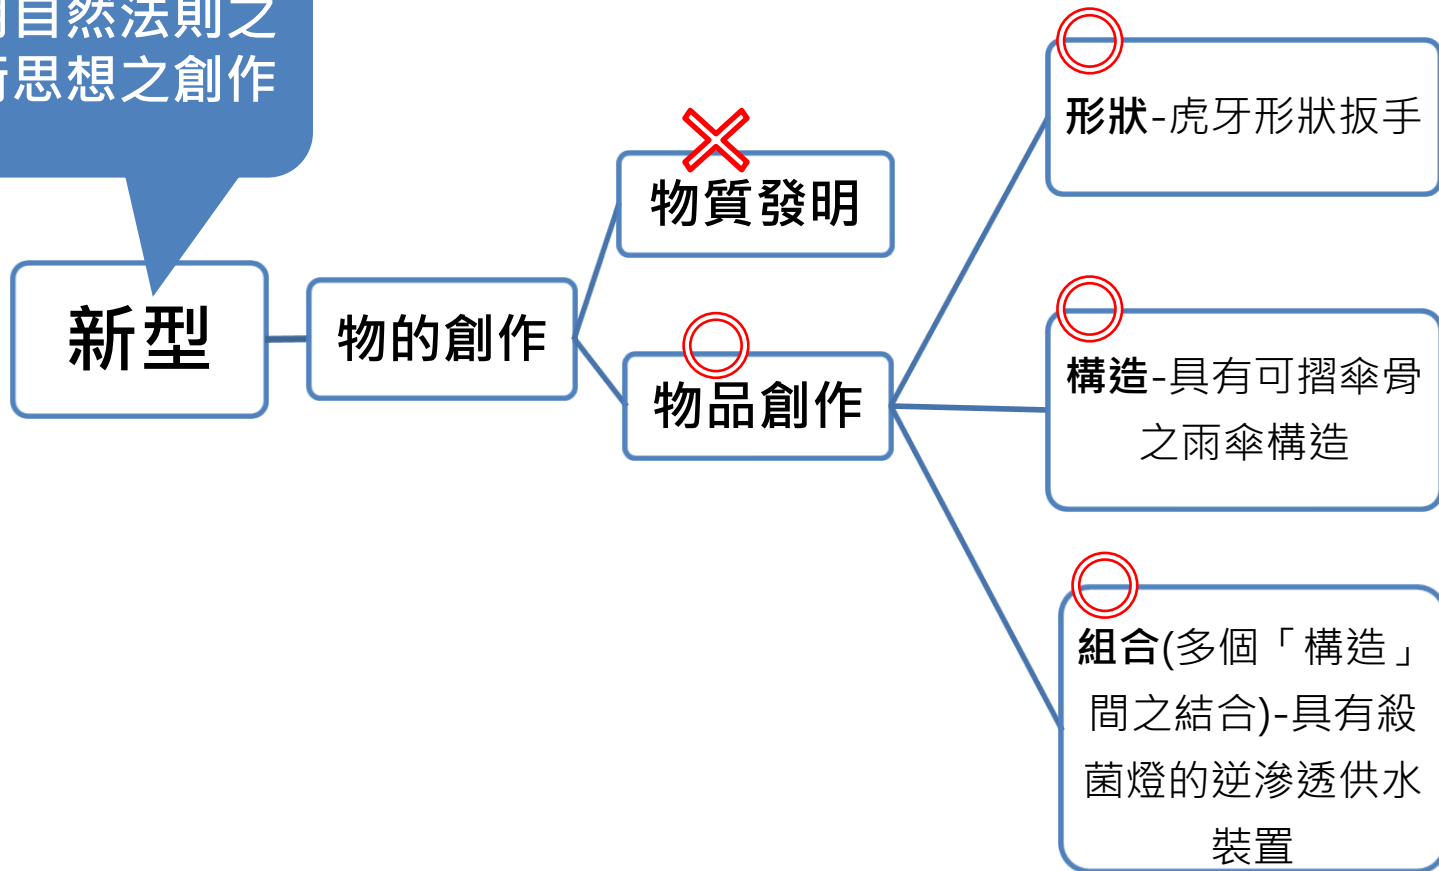 自然法則之
思想之創作
新型
物的創作
物質發明
物品創作
形狀-虎牙形狀扳手
構造-具有可摺傘骨
之雨傘構造
組合(多個「構造」
間之結合)-具有殺
菌燈的逆滲透供水
裝置